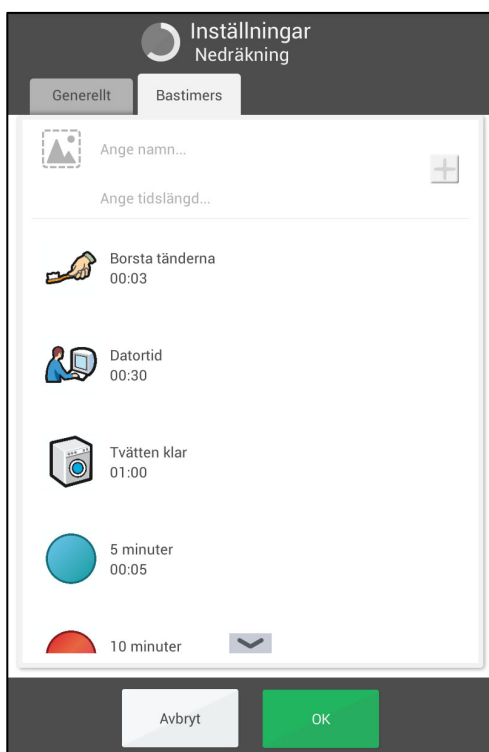 Inställningar
Nedräkning
Generellt
Bastimers
Ange namn...
Ange tidslängd...
Borsta tänderna
00:03
Datortid
00:30
Tvätten klar
01:00
5 minuter
00:05
10 minuter
Avbryt
OK